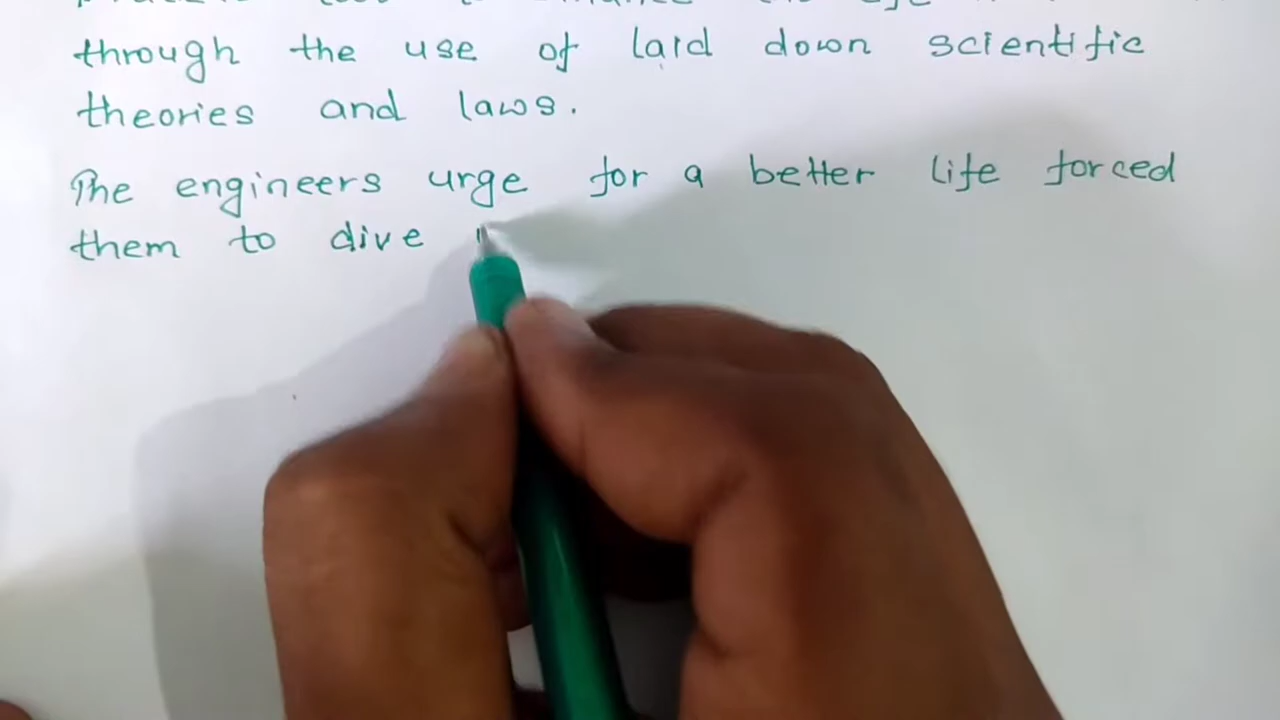 through the use of laid down scientific
theories and laws.
The engineers urge for a better life forced
them to dive